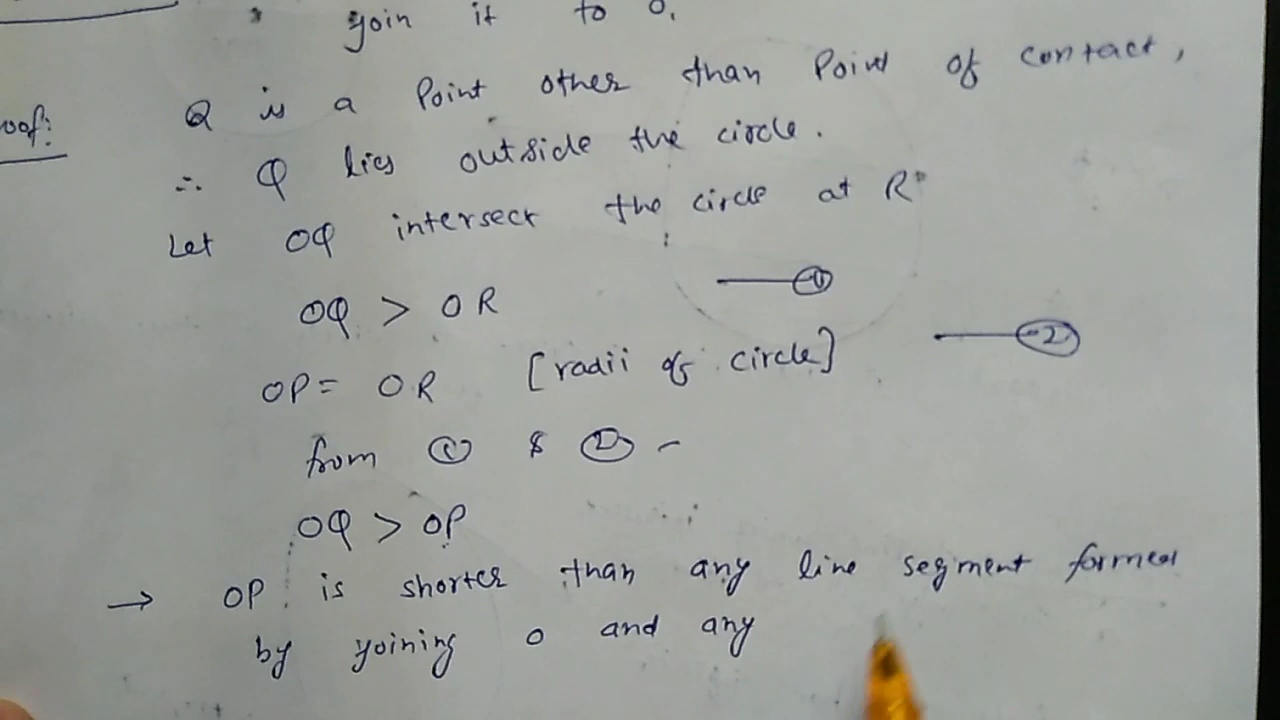 join it to O.
oof: Q is a Point other than Point of contact,
∴ Q lies outside the circle.
Let OQ intersect the circle at R
OQ > OR —①
OP = OR [radii of circle] —②
from ① & ② -
OQ > OP
→ OP is shorter than any line segment formed
by joining O and any